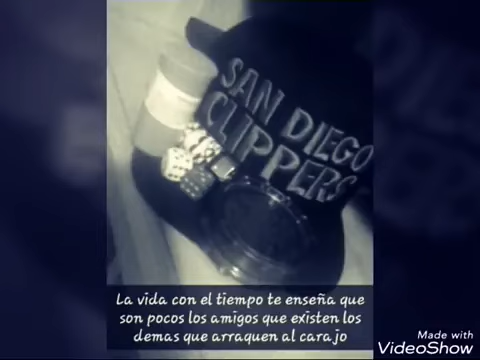 SAN DIEGO
CLIPPERS
La vida con el tiempo te enseña que
son pocos los amigos que existen los
demas que arraquen al carajo
Made with
VideoShow